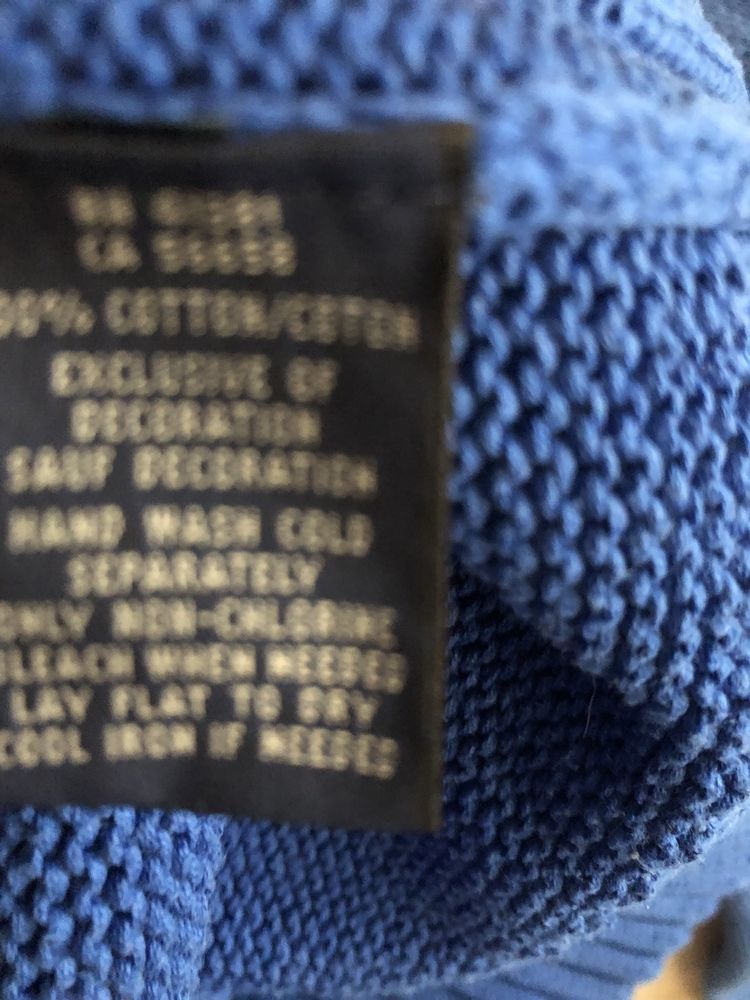 COTTON/COTON
EXCLUSIVE OF
DECORATION
SAUF DECORATION
HAND WASH COLD
SEPARATELY
ONLY NON-CHLORINE
BLEACH WHEN NEEDED
LAY FLAT TO DRY
COOL IRON IF NEEDED